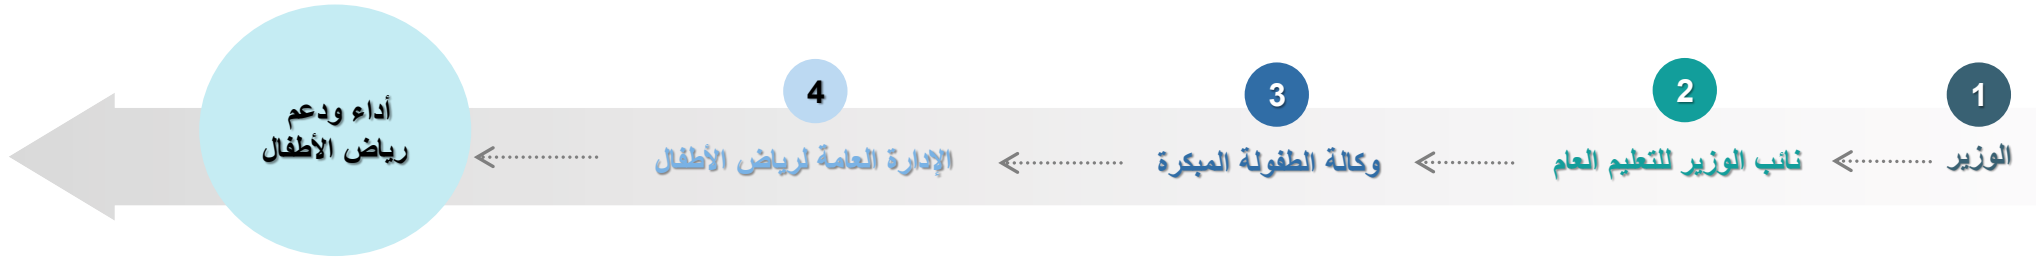 1
الوزير
2
نائب الوزير للتعليم العام
3
وكالة الطفولة المبكرة
4
الإدارة العامة لرياض الأطفال
أداء ودعم
رياض الأطفال